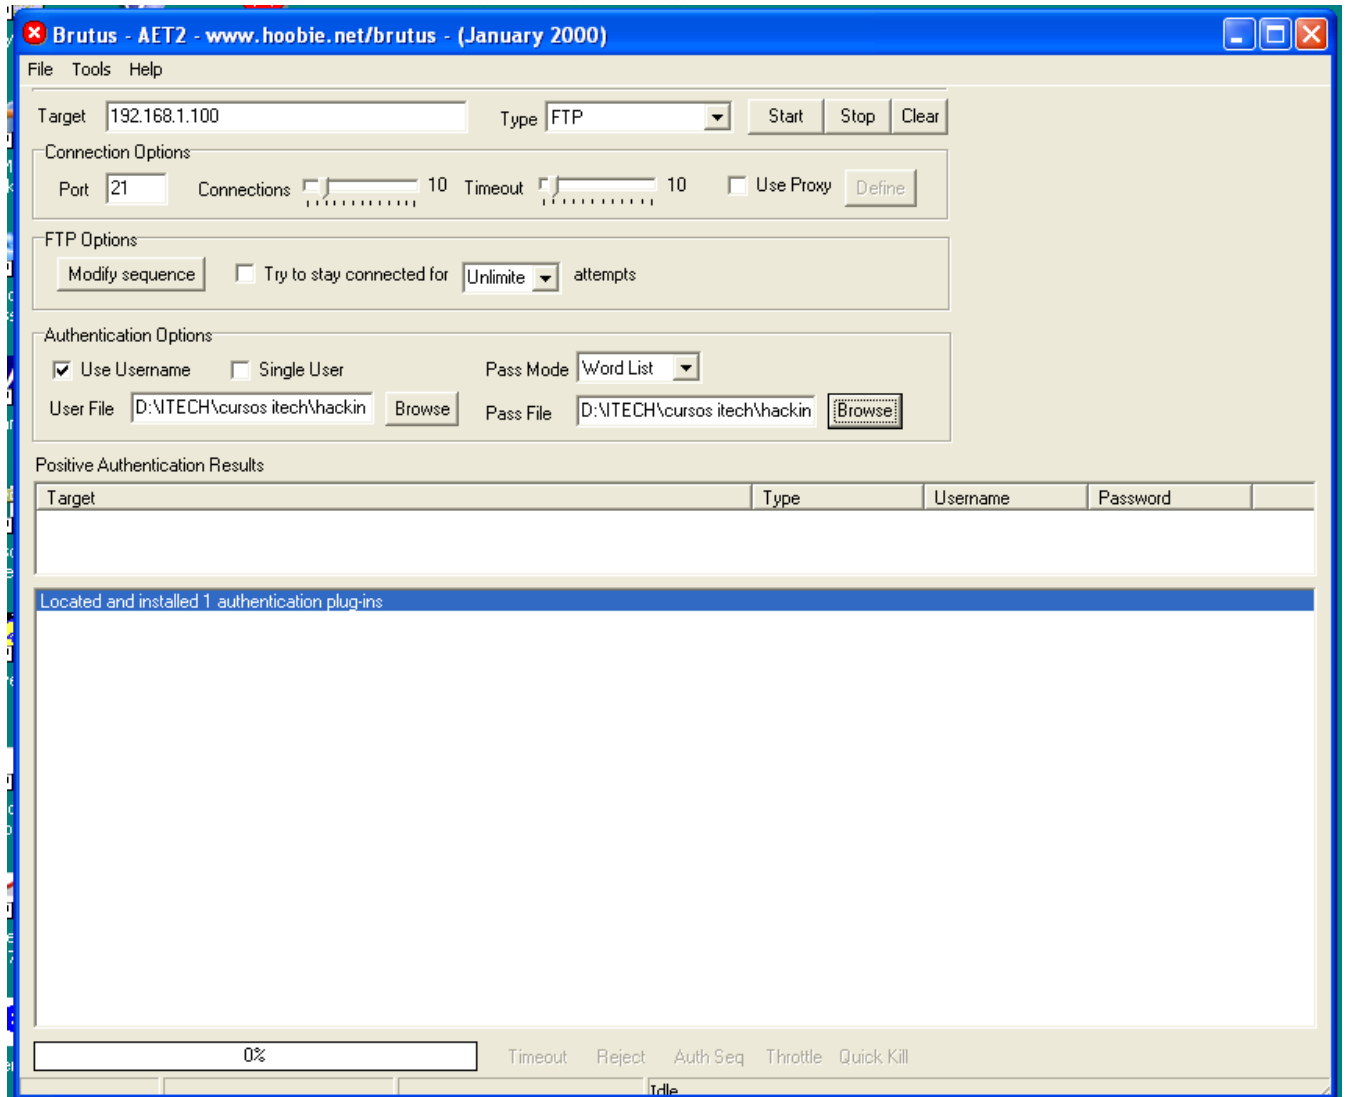 Brutus - AET2 - www.hoobie.net/brutus - (January 2000)
File Tools Help
Target 192.168.1.100 Type FTP Start Stop Clear
Connection Options
Port 21 Connections 10 Timeout 10 Use Proxy Define
FTP Options
Modify sequence Try to stay connected for Unlimite attempts
Authentication Options
Use Username Single User Pass Mode Word List
User File D:\ITECH\cursos itech\hackin Browse Pass File D:\ITECH\cursos itech\hackin Browse
Positive Authentication Results
Target Type Username Password
Located and installed 1 authentication plug-ins
0% Timeout Reject Auth Seq Throttle Quick Kill
Idle